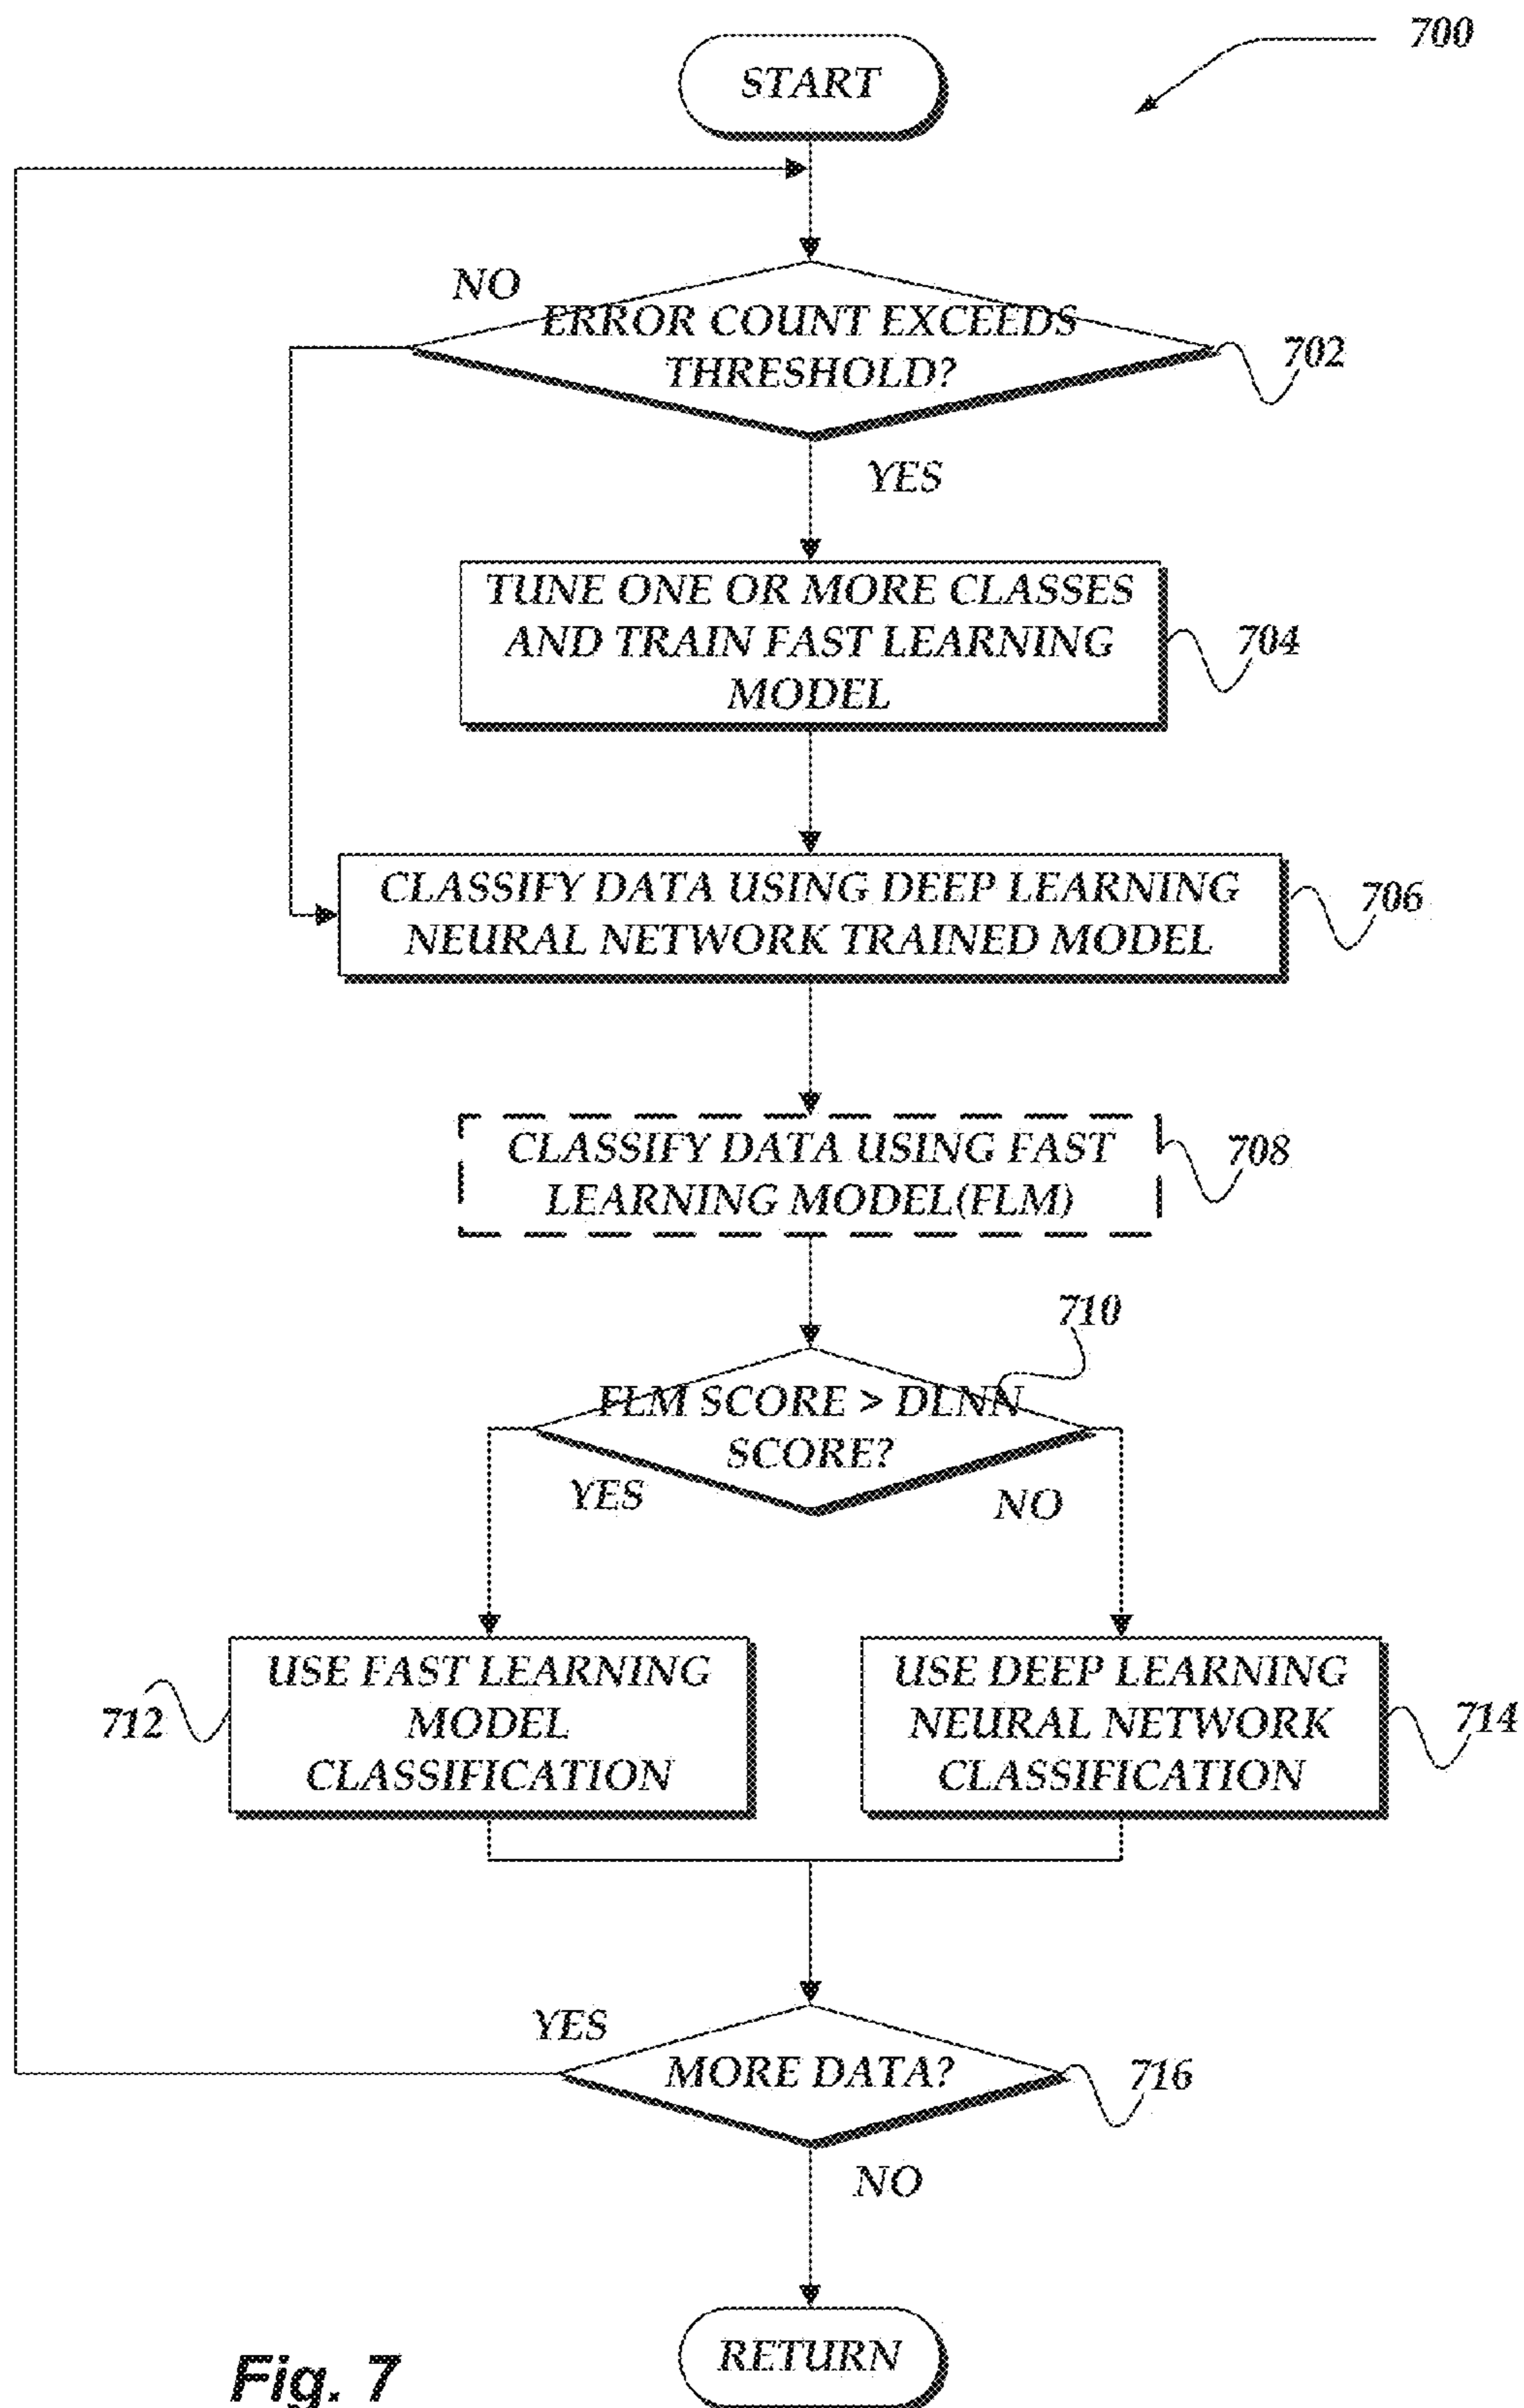 700
START
NO
ERROR COUNT EXCEEDS
THRESHOLD?
702
YES
TUNE ONE OR MORE CLASSES
AND TRAIN FAST LEARNING
MODEL
704
CLASSIFY DATA USING DEEP LEARNING
NEURAL NETWORK TRAINED MODEL
706
CLASSIFY DATA USING FAST
LEARNING MODEL(FLM)
708
710
FLM SCORE > DLNN
SCORE?
YES
NO
USE FAST LEARNING
MODEL
CLASSIFICATION
712
USE DEEP LEARNING
NEURAL NETWORK
CLASSIFICATION
714
YES
MORE DATA?
716
NO
RETURN
Fig. 7